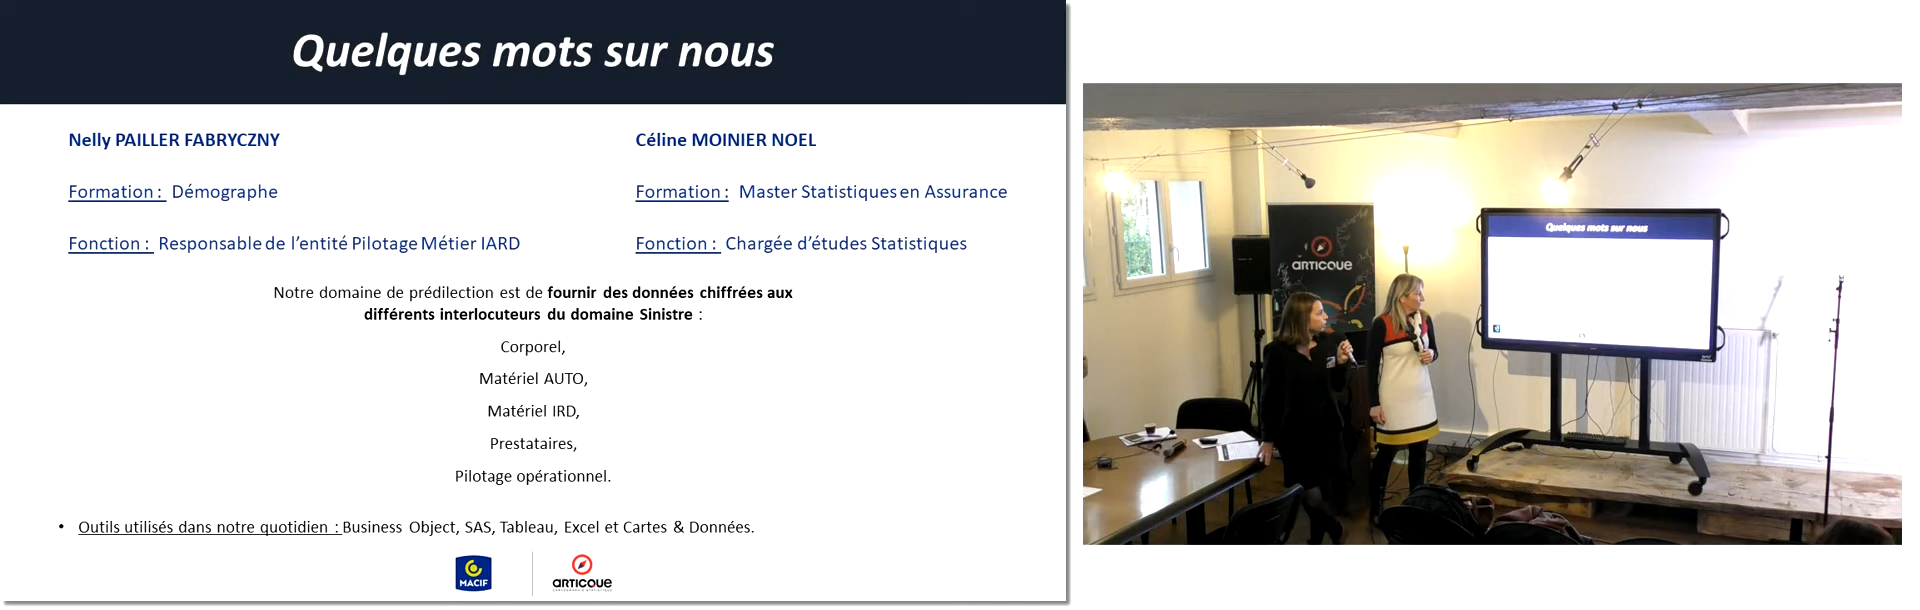 Quelques mots sur nous
Nelly PAILLER FABRYCZNY
Formation : Démographe
Fonction : Responsable de l'entité Pilotage Métier IARD
Céline MOINIER NOEL
Formation : Master Statistiques en Assurance
Fonction : Chargée d'études Statistiques
Notre domaine de prédilection est de fournir des données chiffrées aux
différents interlocuteurs du domaine Sinistre :
Corporel,
Matériel AUTO,
Matériel IRD,
Prestataires,
Pilotage opérationnel.
• Outils utilisés dans notre quotidien : Business Object, SAS, Tableau, Excel et Cartes & Données.
MACIF
ARTICQUE
CARTOGRAPHIE STATISTIQUE
ARTICQUE
Quelques mots sur nous